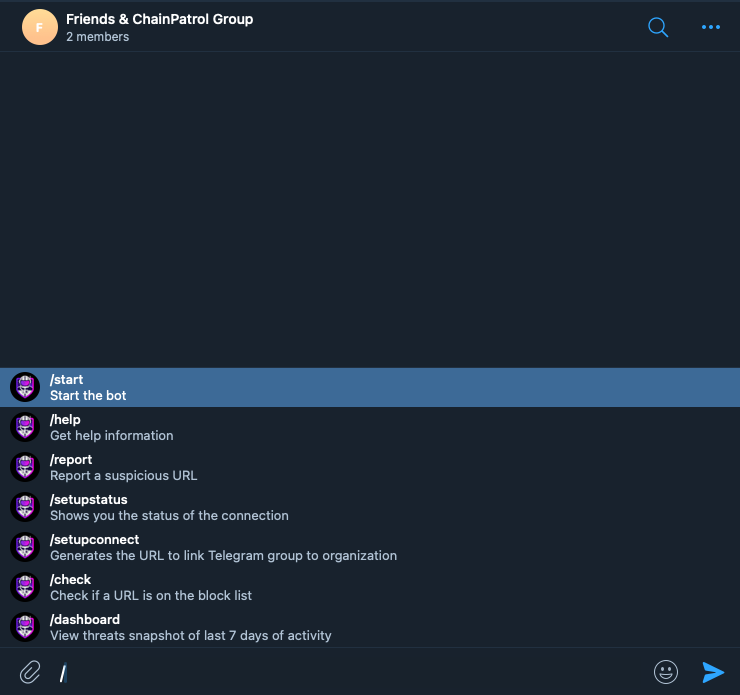 F
Friends & ChainPatrol Group
2 members
/start
Start the bot
/help
Get help information
/report
Report a suspicious URL
/setupstatus
Shows you the status of the connection
/setupconnect
Generates the URL to link Telegram group to organization
/check
Check if a URL is on the block list
/dashboard
View threats snapshot of last 7 days of activity
/